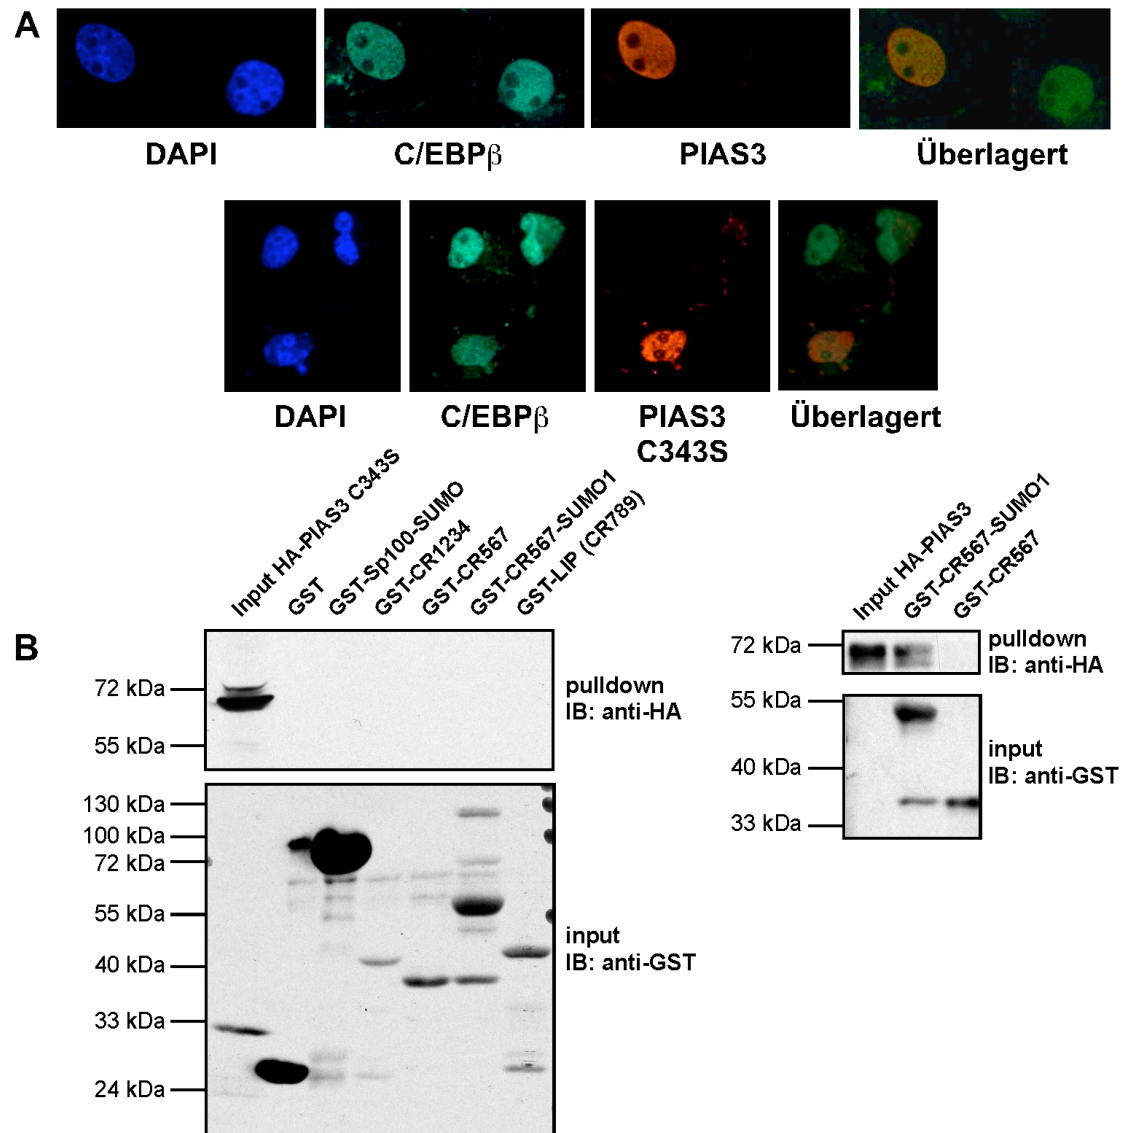 A
DAPI
C/EBPβ
PIAS3
Überlagert
DAPI
C/EBPβ
PIAS3
C343S
Überlagert
B
Input HA-PIAS3 C343S
GST
GST-Sp100-SUMO
GST-CR1234
GST-CR567
GST-CR567-SUMO1
GST-LIP (CR789)
72 kDa
55 kDa
pulldown
IB: anti-HA
130 kDa
100 kDa
72 kDa
55 kDa
40 kDa
33 kDa
24 kDa
input
IB: anti-GST
Input HA-PIAS3
GST-CR567-SUMO1
GST-CR567
72 kDa
pulldown
IB: anti-HA
55 kDa
40 kDa
33 kDa
input
IB: anti-GST